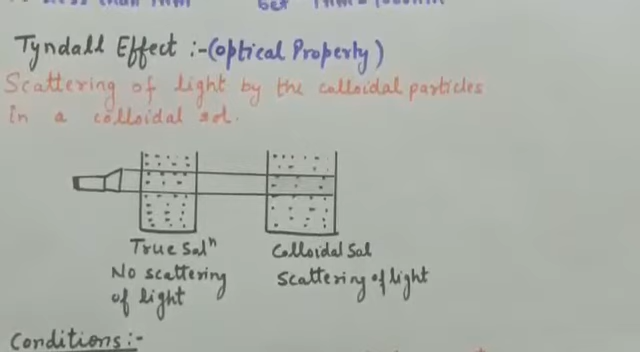 Tyndall Effect :-(optical Property)
Scattering of light by the colloidal particles
in a colloidal sol.
True Solⁿ
No scattering
of light
Colloidal Sol
Scattering of light
Conditions:-